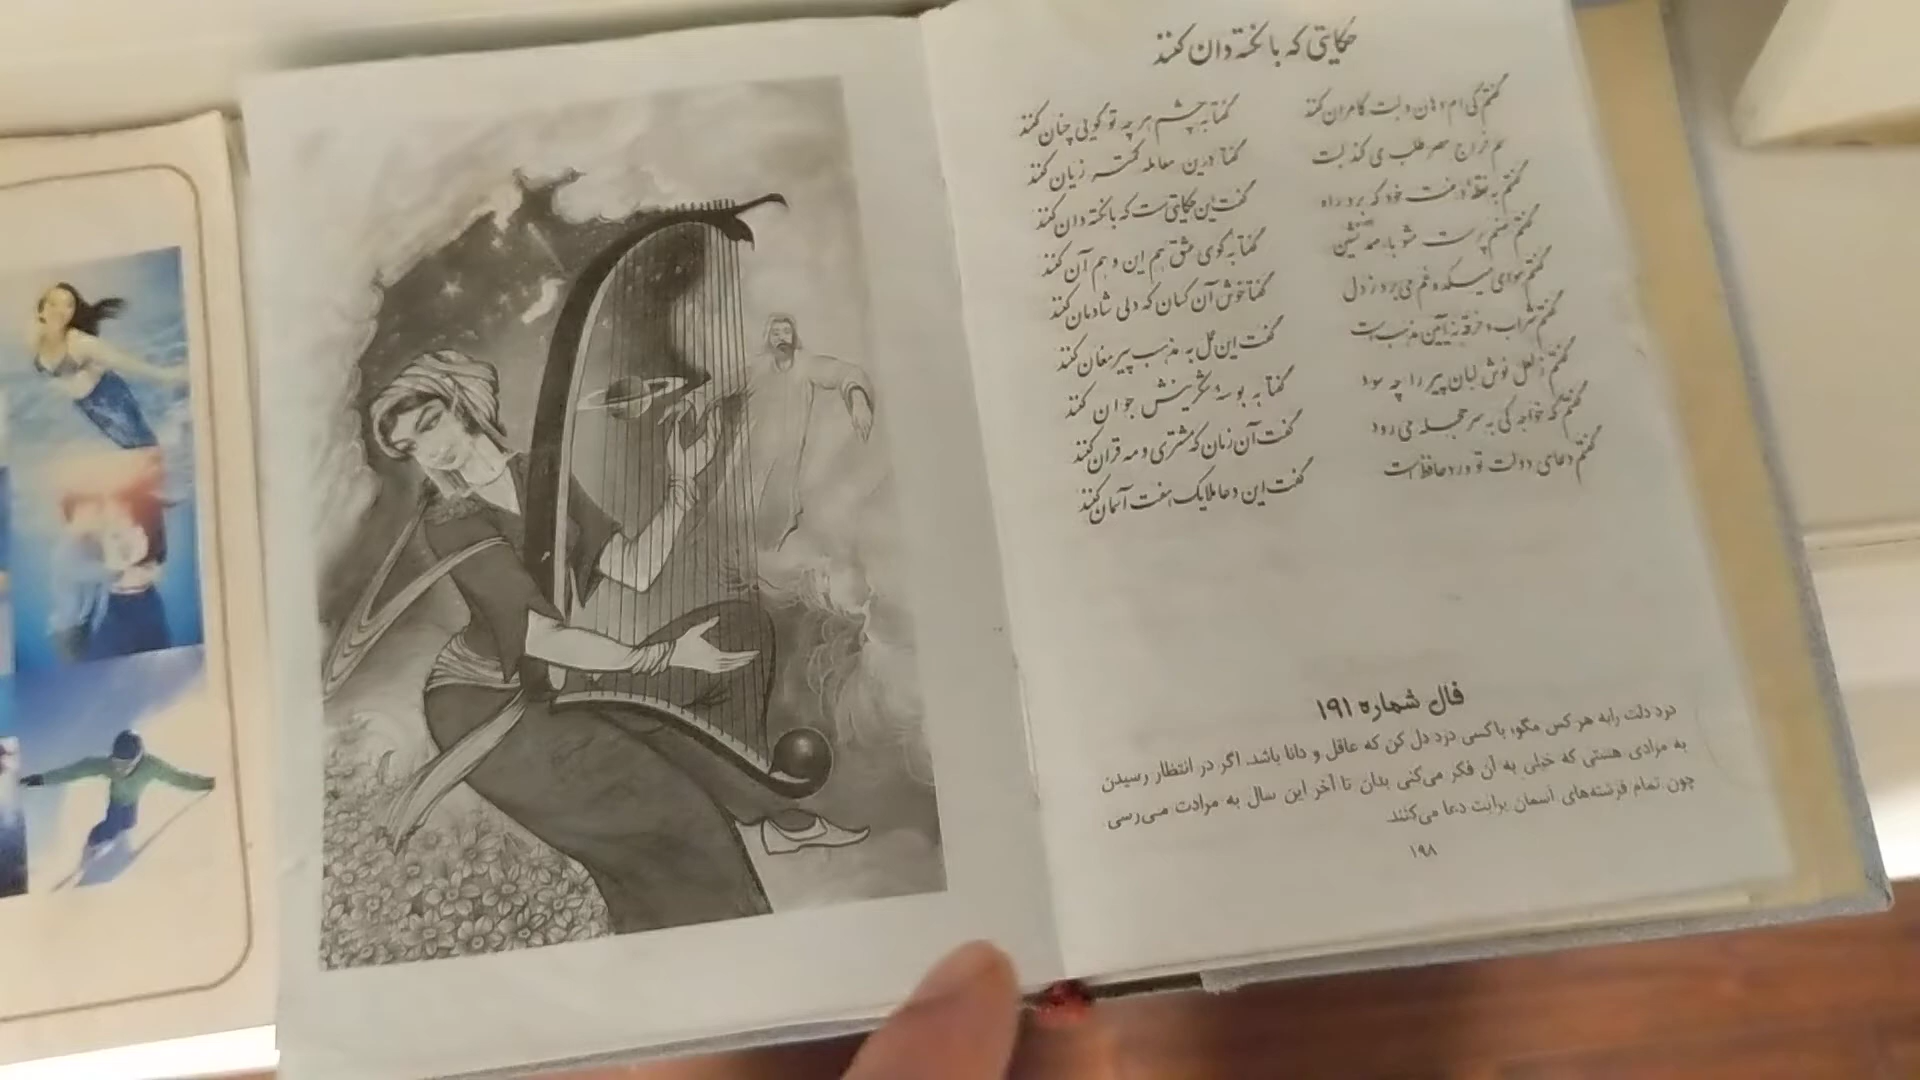 حکایتی که با نکته دان کنند
گفتم کی ام دهان و لبت کامران کنند گفتا به چشم هر چه تو گویی چنان کنند
گفتم خراج مصر طلب می کند لبت گفتا درین معامله کمتر زیان کنند
گفتم به نقطه دهنت خود که برد راه گفت این حکایتی است که با نکته دان کنند
گفتم صنم پرست مشو با صمد نشین گفتا به کوی عشق هم این و هم آن کنند
گفتم هوای میکده غم می برد ز دل گفتا خوش آن کسان که دلی شادمان کنند
گفتم شراب و خرقه نه آیین مذهب است گفت این عمل به مذهب پیر مغان کنند
گفتم ز لعل نوش لبان پیر را چه سود گفتا به بوسه شکرینش جوان کنند
گفتم که خواجه کی به سر حجله می رود گفت آن زمان که مشتری و مه قران کنند
گفتم دعای دولت تو ورد حافظ است گفت این دعا ملایک هفت آسمان کنند
فال شماره ۱۹۱
درد دلت را به هر کس مگو، با کسی درد دل کن که عاقل و دانا باشد. اگر در انتظار رسیدن
به مرادی هستی که خیلی به آن فکر می‌کنی بدان تا آخر این سال به مرادت می‌رسی
چون تمام فرشته‌های آسمان برایت دعا می‌کنند.
۱۹۸